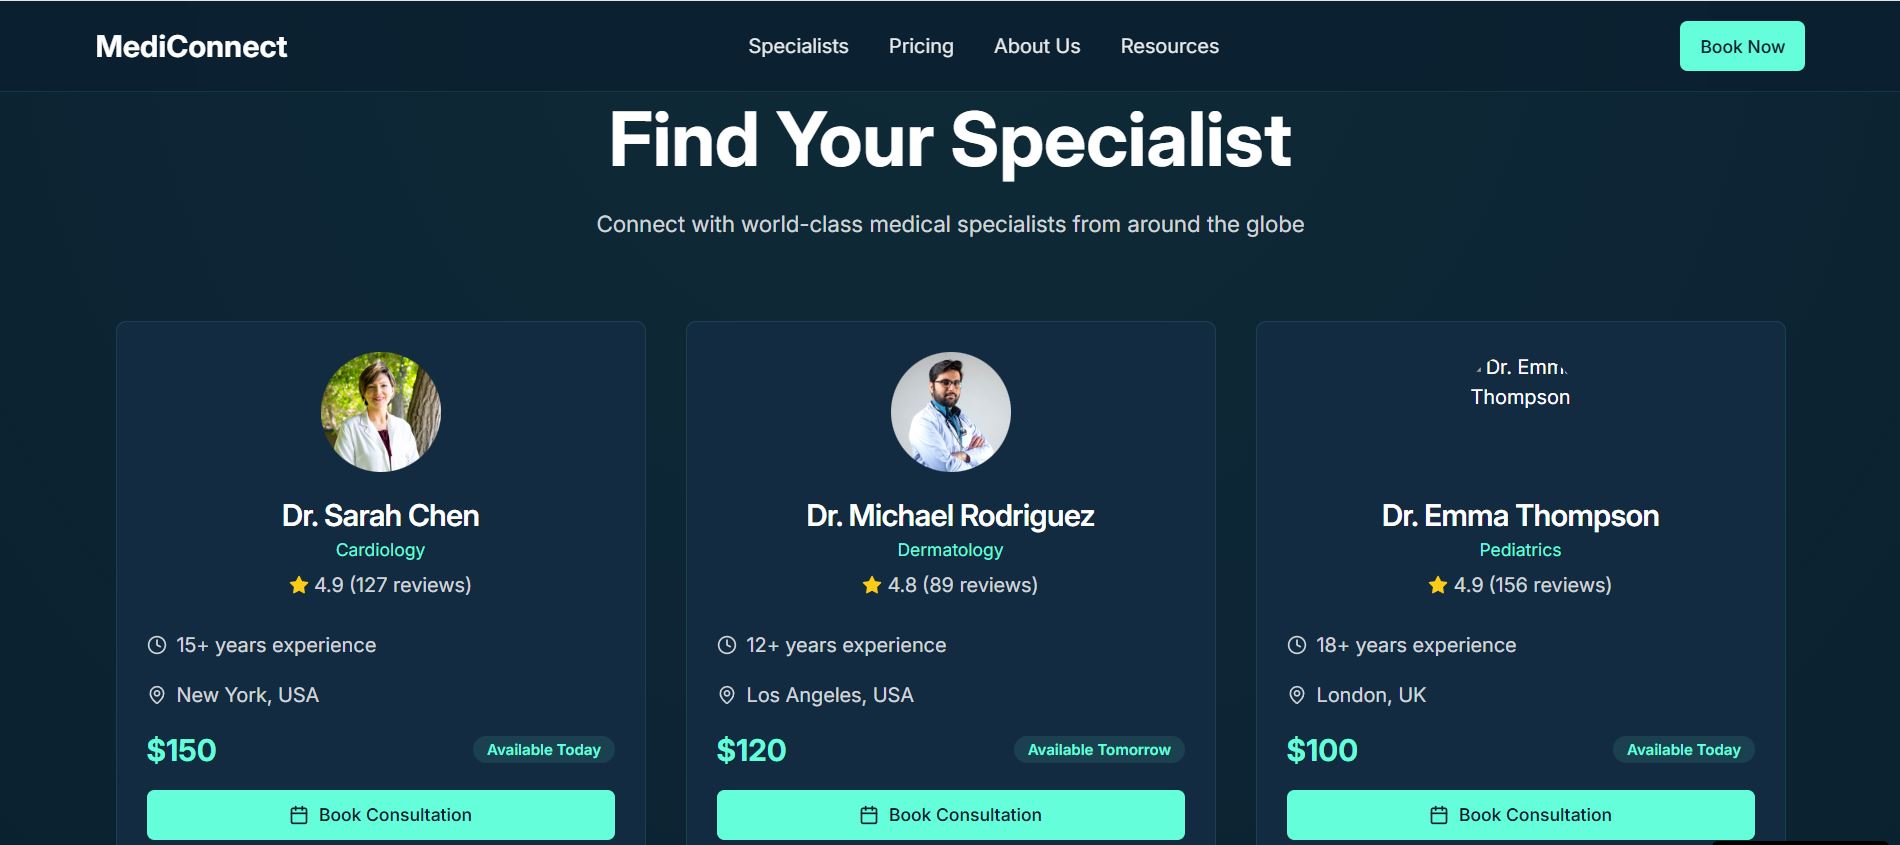 MediConnect
Specialists
Pricing
About Us
Resources
Book Now
Find Your Specialist
Connect with world-class medical specialists from around the globe
Dr. Sarah Chen
Cardiology
4.9 (127 reviews)
15+ years experience
New York, USA
$150
Available Today
Book Consultation
Dr. Michael Rodriguez
Dermatology
4.8 (89 reviews)
12+ years experience
Los Angeles, USA
$120
Available Tomorrow
Book Consultation
Dr. Emm
Thompson
Dr. Emma Thompson
Pediatrics
4.9 (156 reviews)
18+ years experience
London, UK
$100
Available Today
Book Consultation